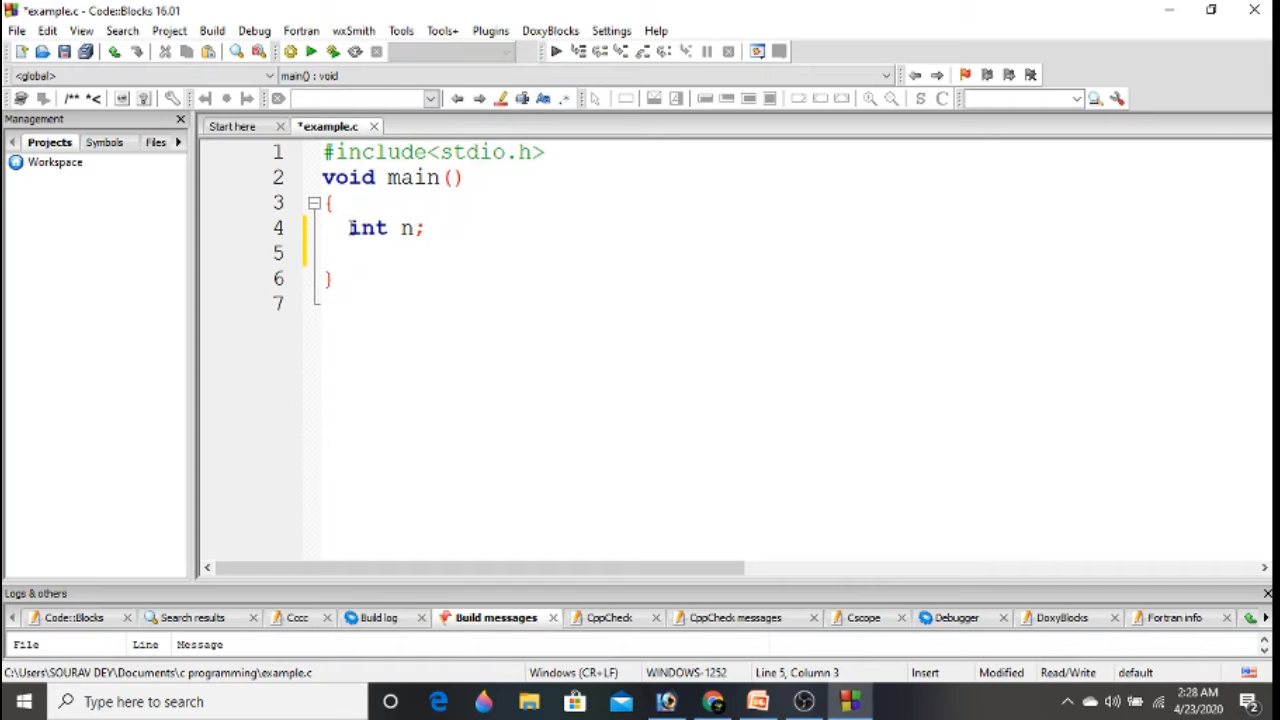 *example.c - Code::Blocks 16.01
File Edit View Search Project Build Debug Fortran wxSmith Tools Tools+ Plugins DoxyBlocks Settings Help
<global> main() : void
/** *< S C
Management
Projects Symbols Files
Workspace
Start here *example.c
1 #include<stdio.h>
2 void main()
3 {
4 int n;
5
6 }
7
Logs & others
Code::Blocks Search results Cccc Build log Build messages CppCheck CppCheck messages Cscope Debugger DoxyBlocks Fortran info
File Line Message
C:\Users\SOURAV DEY\Documents\c programming\example.c Windows (CR+LF) WINDOWS-1252 Line 5, Column 3 Insert Modified Read/Write default
Type here to search
2:28 AM
4/23/2020
2